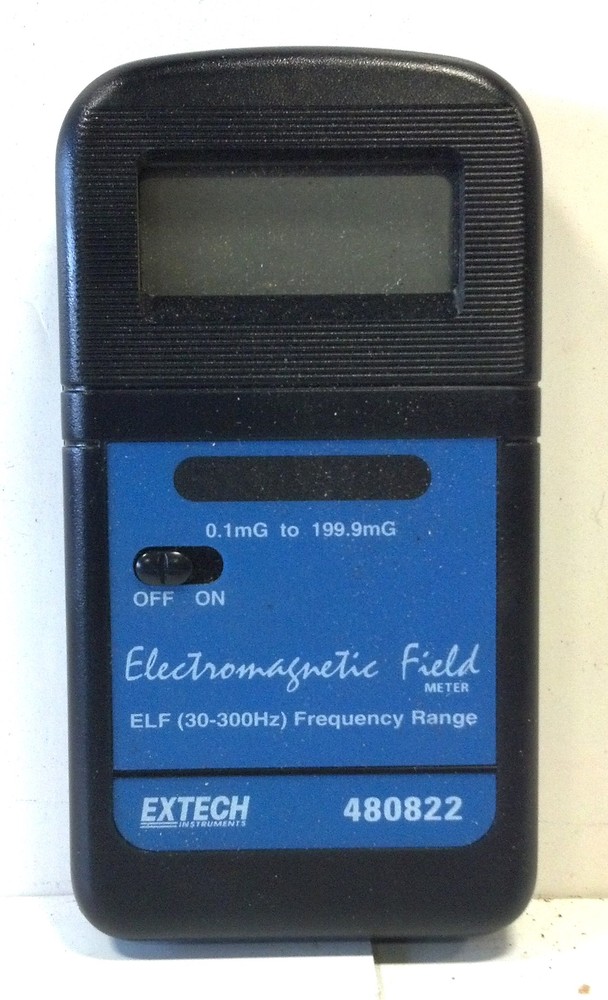 0.1mG to 199.9mG
OFF ON
Electromagnetic Field
METER
ELF (30-300Hz) Frequency Range
EXTECH 480822
INSTRUMENTS